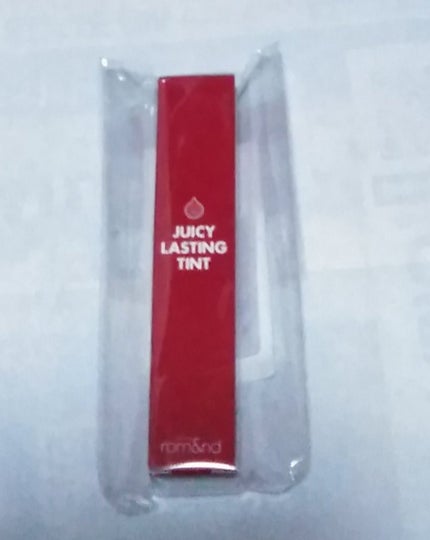 JUICY
LASTING
TINT
rom&nd